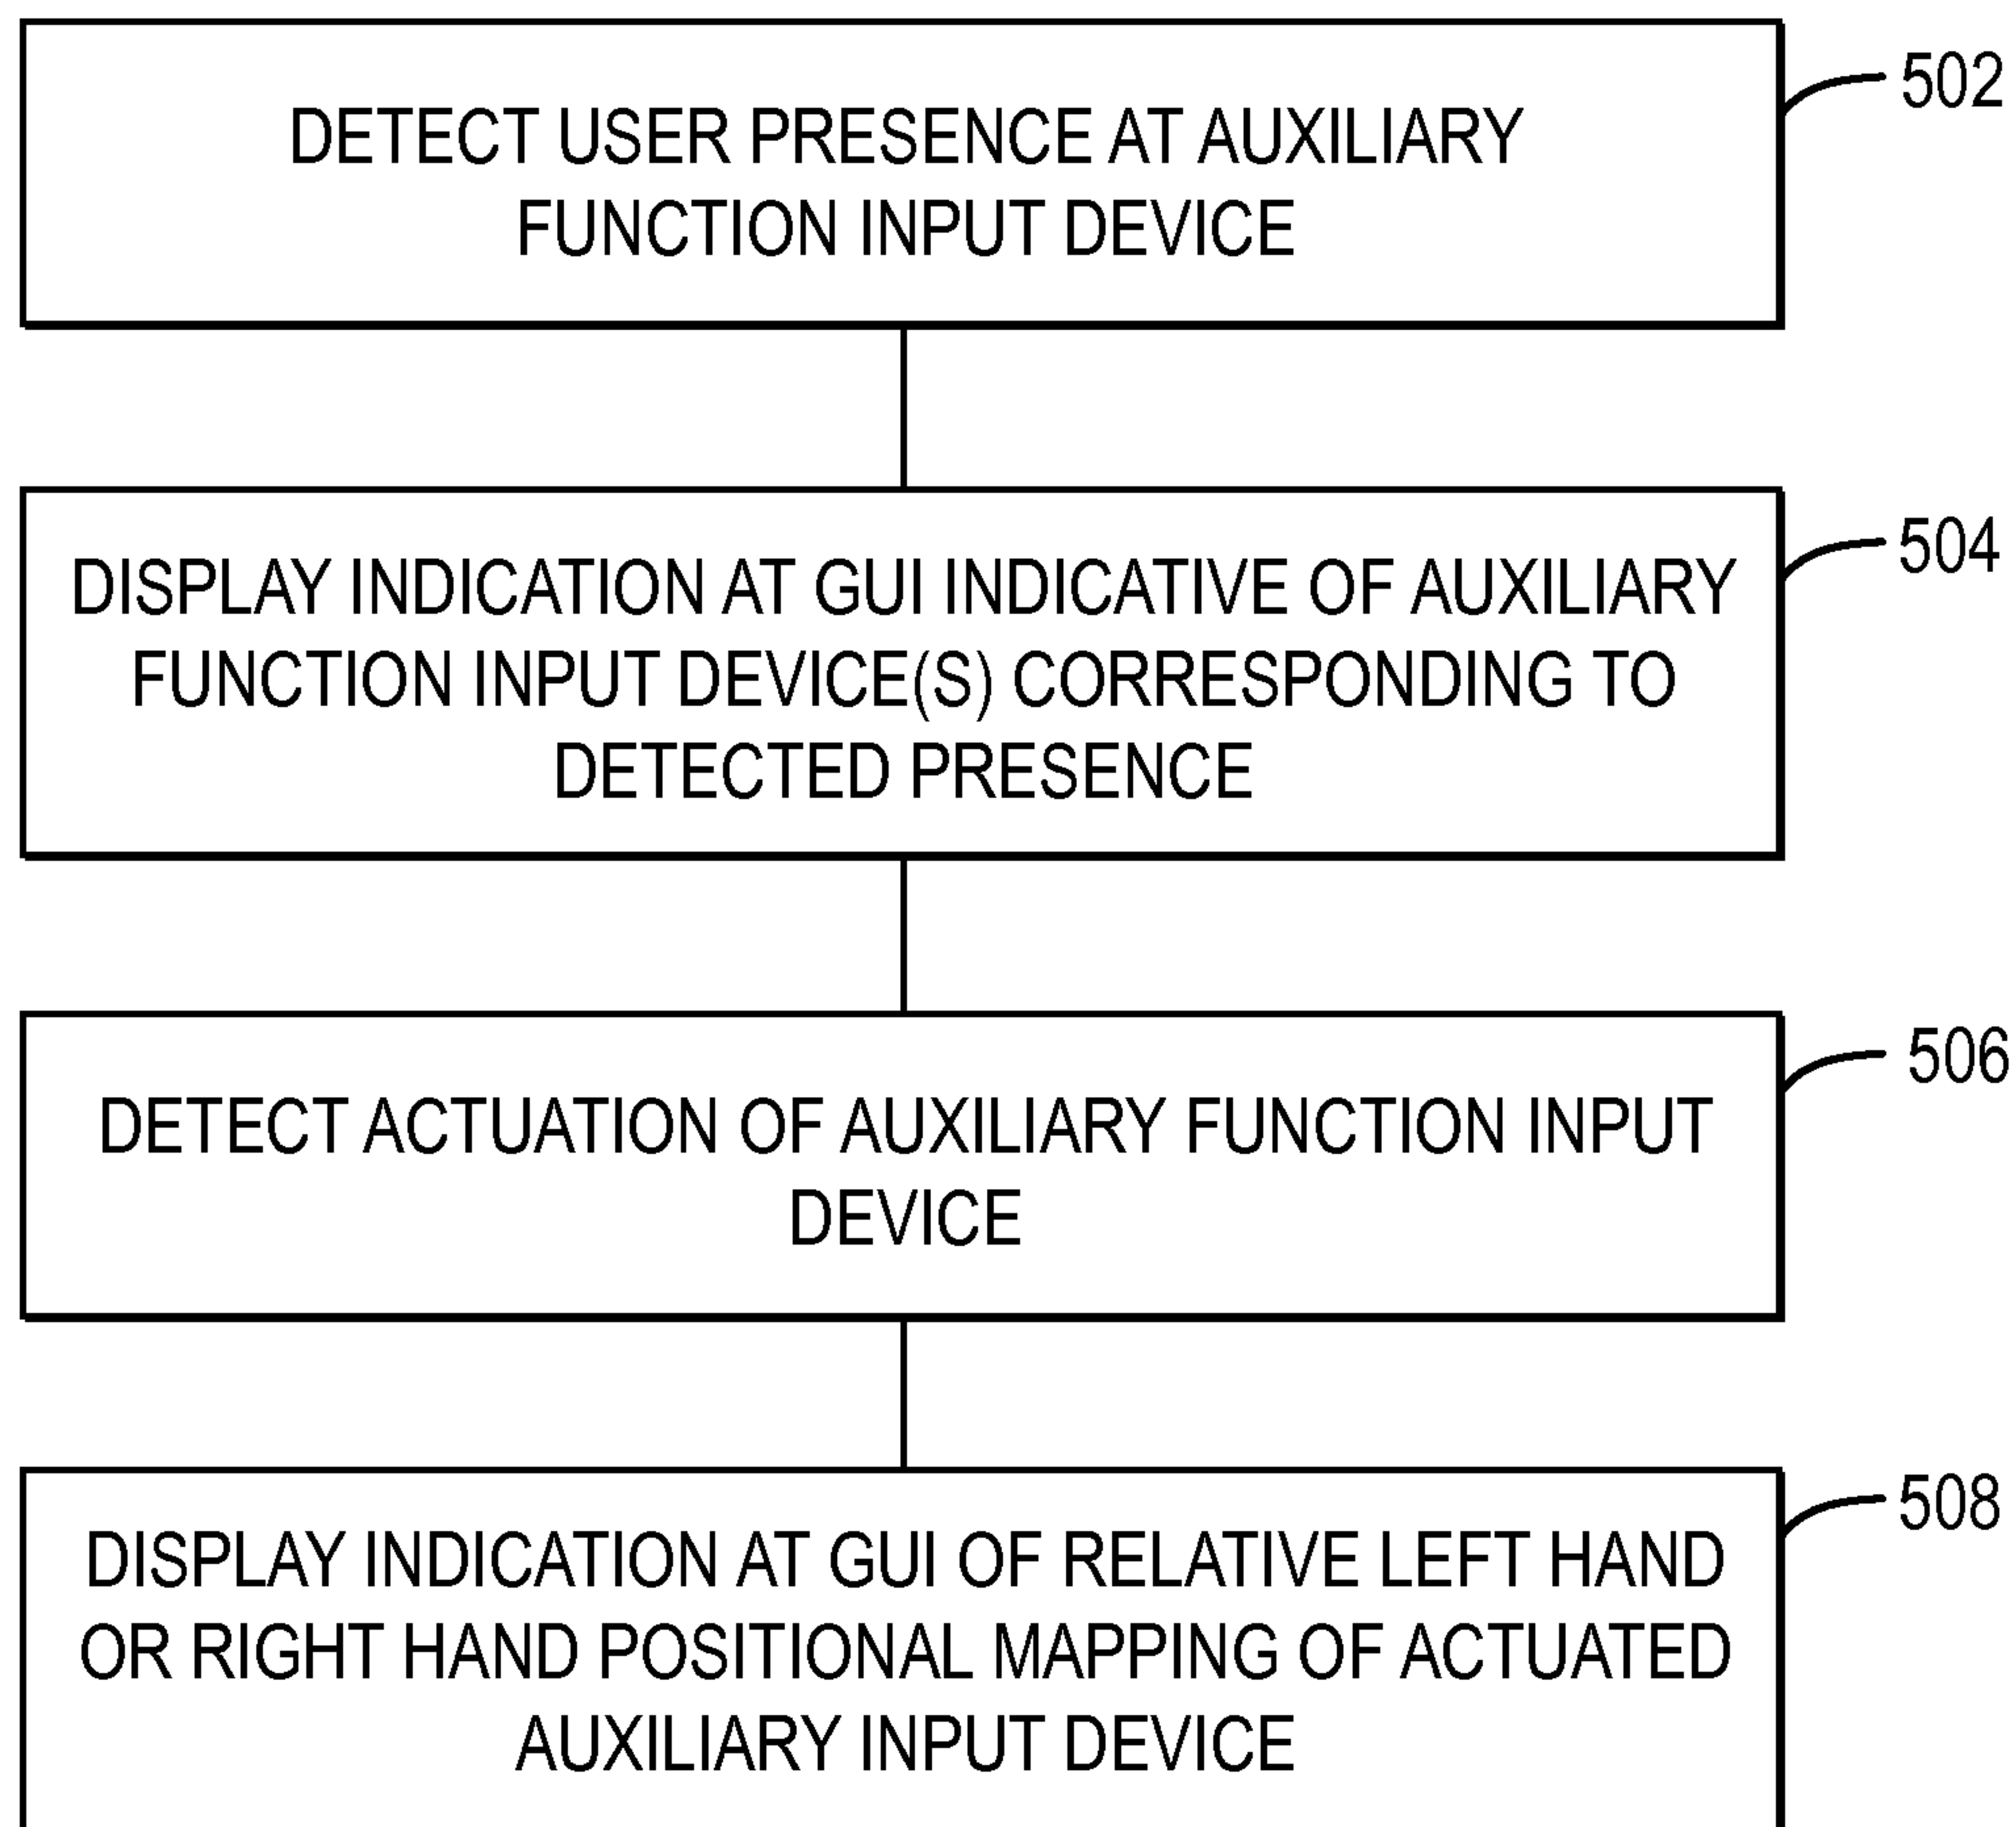 502
DETECT USER PRESENCE AT AUXILIARY
FUNCTION INPUT DEVICE
504
DISPLAY INDICATION AT GUI INDICATIVE OF AUXILIARY
FUNCTION INPUT DEVICE(S) CORRESPONDING TO
DETECTED PRESENCE
506
DETECT ACTUATION OF AUXILIARY FUNCTION INPUT
DEVICE
508
DISPLAY INDICATION AT GUI OF RELATIVE LEFT HAND
OR RIGHT HAND POSITIONAL MAPPING OF ACTUATED
AUXILIARY INPUT DEVICE